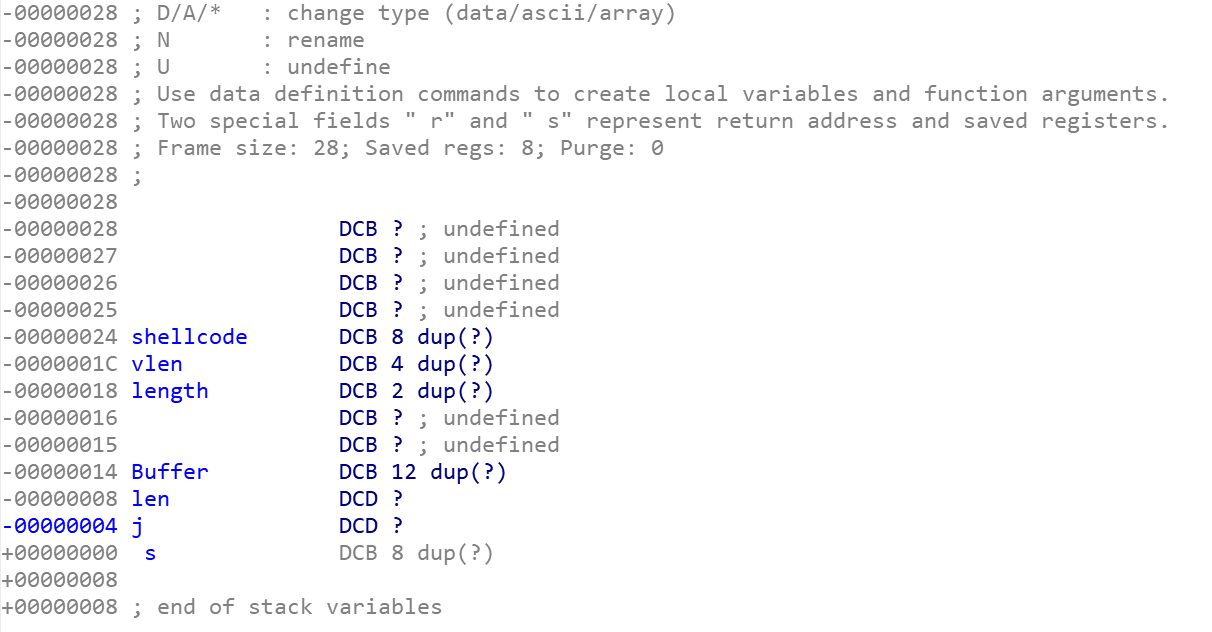 -00000028 ; D/A/*   : change type (data/ascii/array)
-00000028 ; N       : rename
-00000028 ; U       : undefine
-00000028 ; Use data definition commands to create local variables and function arguments.
-00000028 ; Two special fields " r" and " s" represent return address and saved registers.
-00000028 ; Frame size: 28; Saved regs: 8; Purge: 0
-00000028 ;
-00000028
-00000028                 DCB ? ; undefined
-00000027                 DCB ? ; undefined
-00000026                 DCB ? ; undefined
-00000025                 DCB ? ; undefined
-00000024 shellcode       DCB 8 dup(?)
-0000001C vlen            DCB 4 dup(?)
-00000018 length          DCB 2 dup(?)
-00000016                 DCB ? ; undefined
-00000015                 DCB ? ; undefined
-00000014 Buffer          DCB 12 dup(?)
-00000008 len             DCD ?
-00000004 j               DCD ?
+00000000  s              DCB 8 dup(?)
+00000008
+00000008 ; end of stack variables